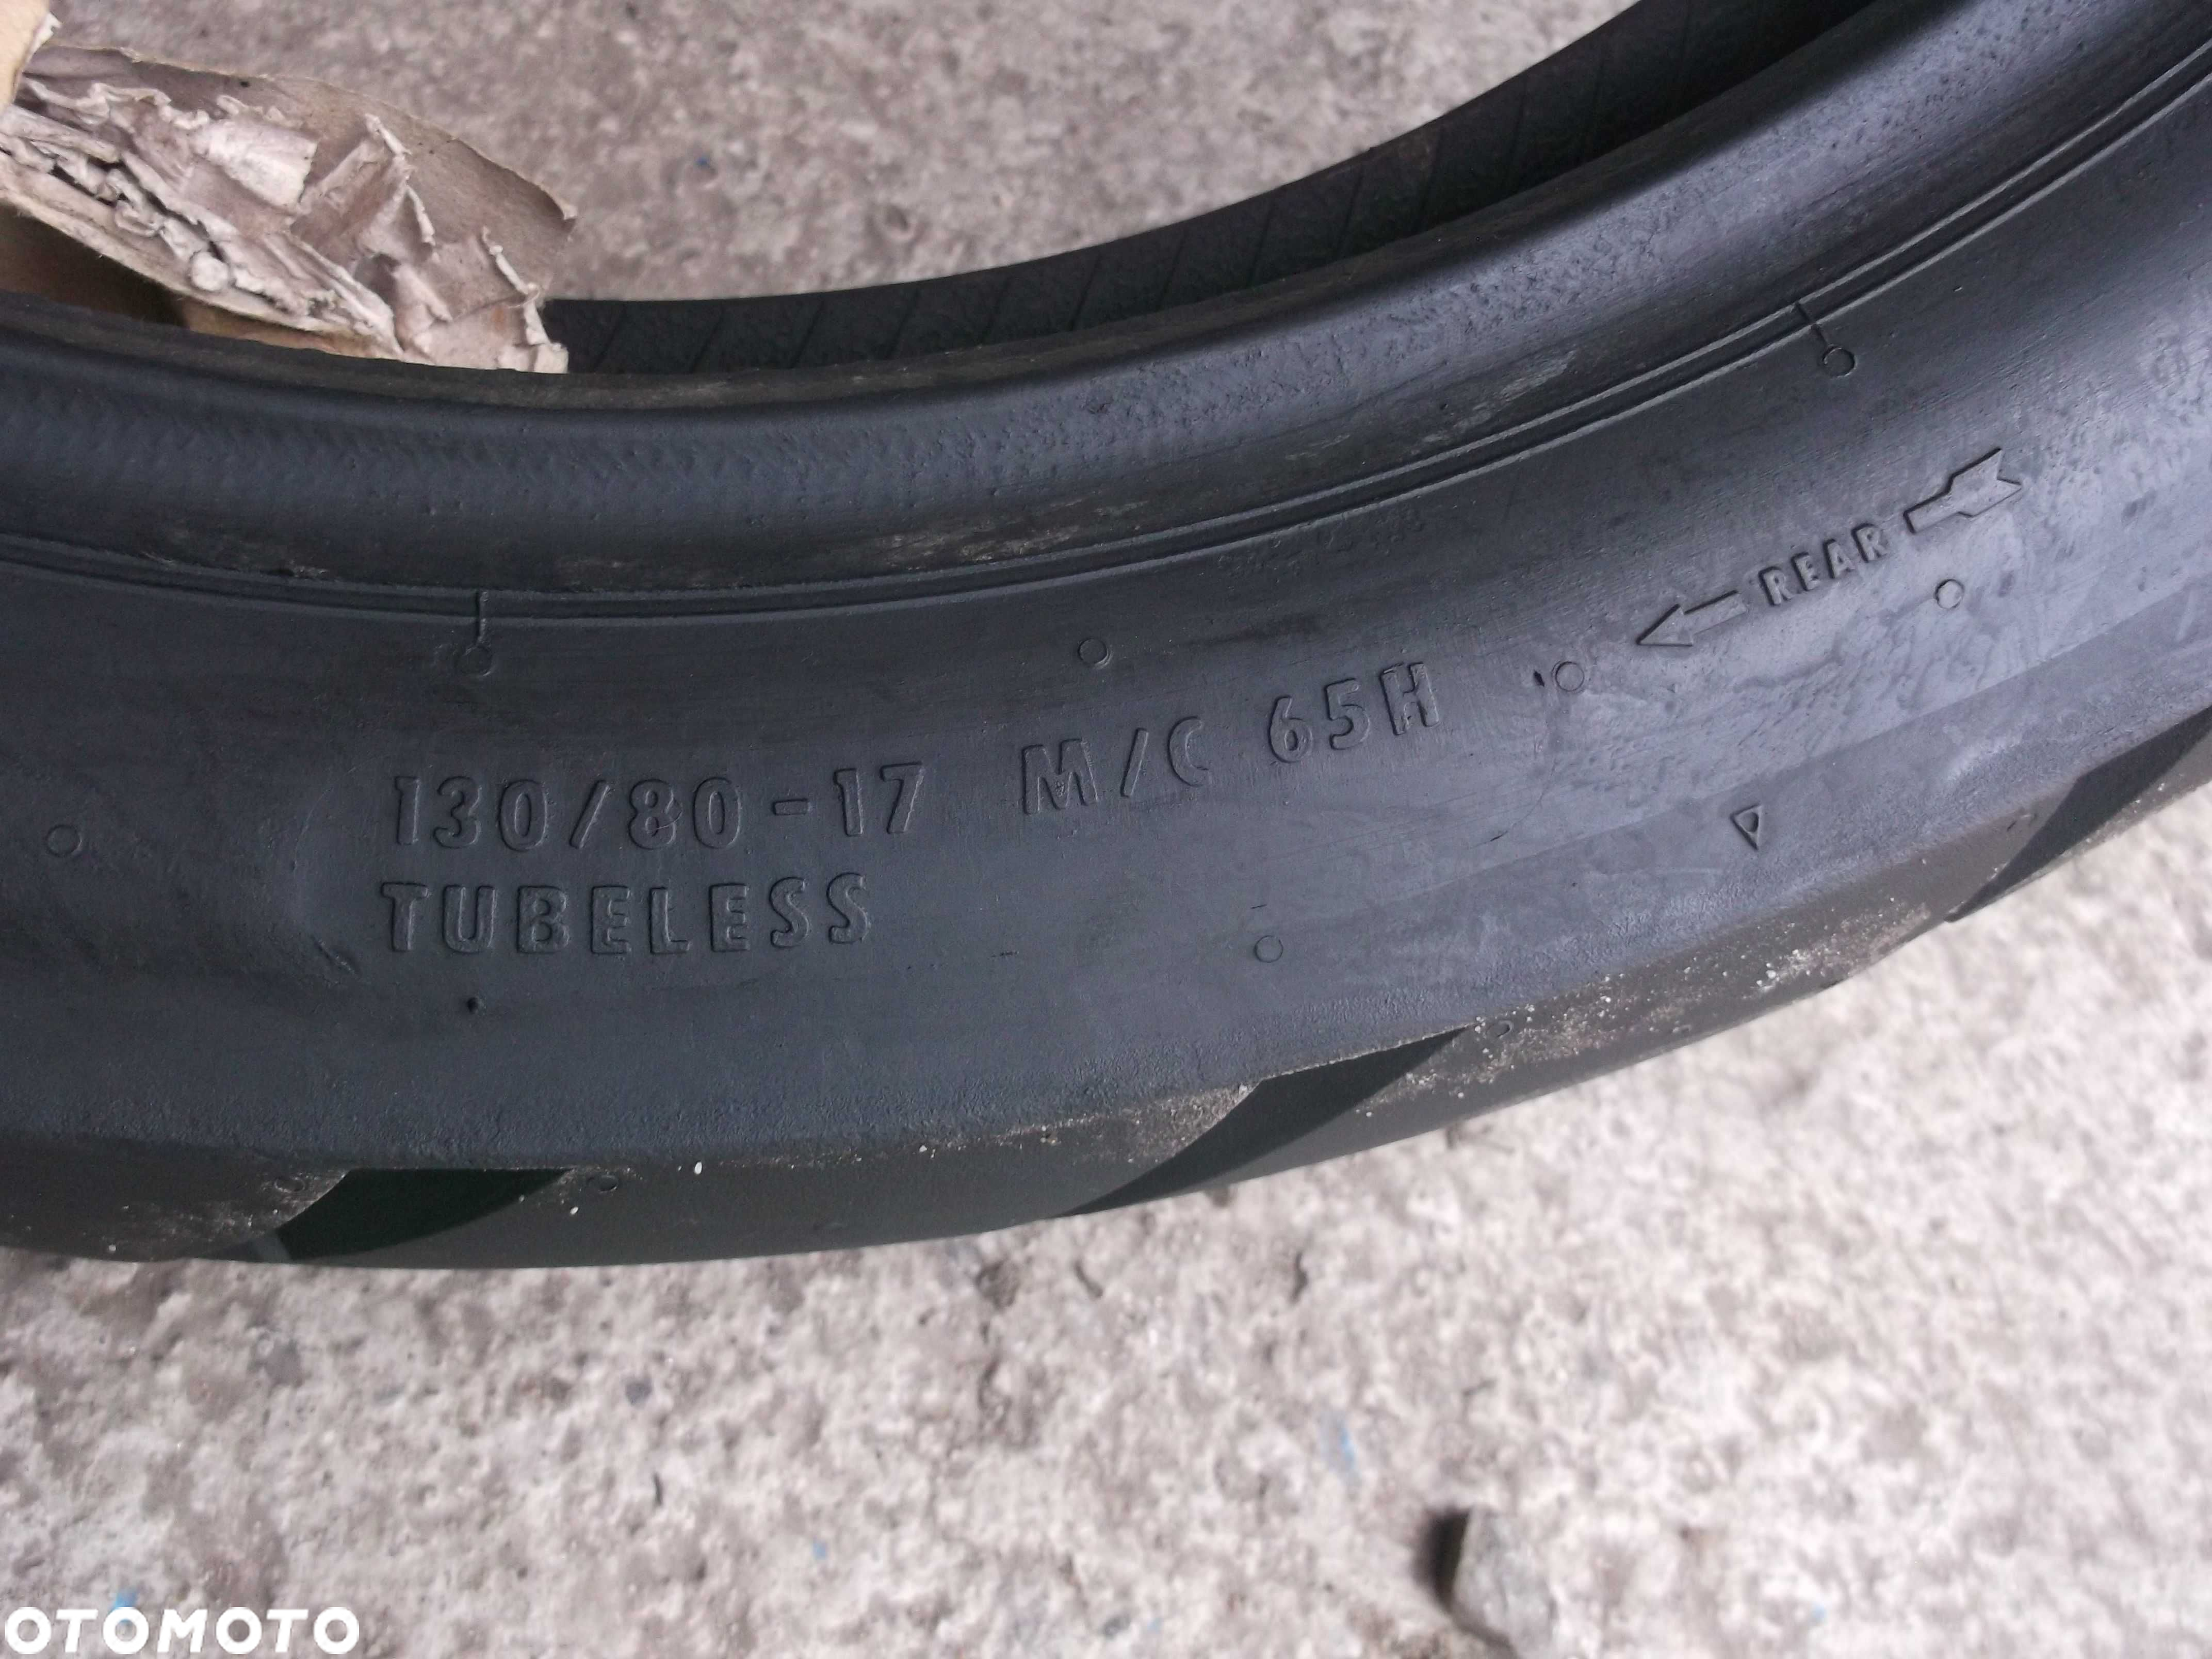 REAR
130/80-17 M/C 65H
TUBELESS
OTOMOTO